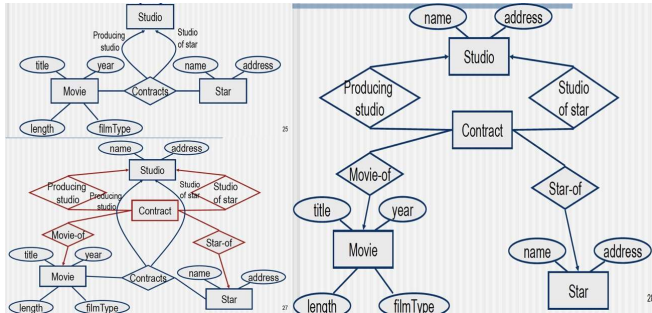 Studio
Producing
studio
Studio
of star
title
year
name
address
Movie
Contracts
Star
length
filmType
25
name
address
Studio
Producing
studio
Producing
studio
Studio
of star
Studio
of star
Contract
Movie-of
Star-of
title
year
name
address
Movie
Contracts
Star
length
filmType
27
name
address
Studio
Producing
studio
Studio
of star
Contract
Movie-of
Star-of
title
year
name
address
Movie
Star
length
filmType